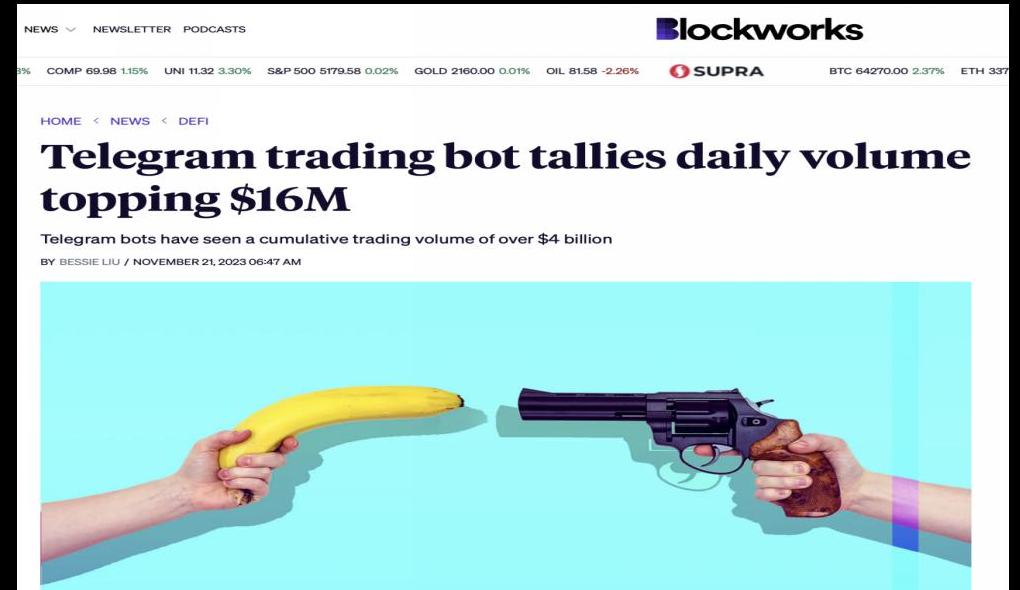 NEWS NEWSLETTER PODCASTS Blockworks
COMP 69.98 1.15% UNI 11.32 3.30% S&P 500 5179.58 0.02% GOLD 2160.00 0.01% OIL 81.58 -2.26% SUPRA BTC 64270.00 2.37% ETH 337
HOME < NEWS < DEFI
Telegram trading bot tallies daily volume
topping $16M
Telegram bots have seen a cumulative trading volume of over $4 billion
BY BESSIE LIU / NOVEMBER 21, 2023 06:47 AM